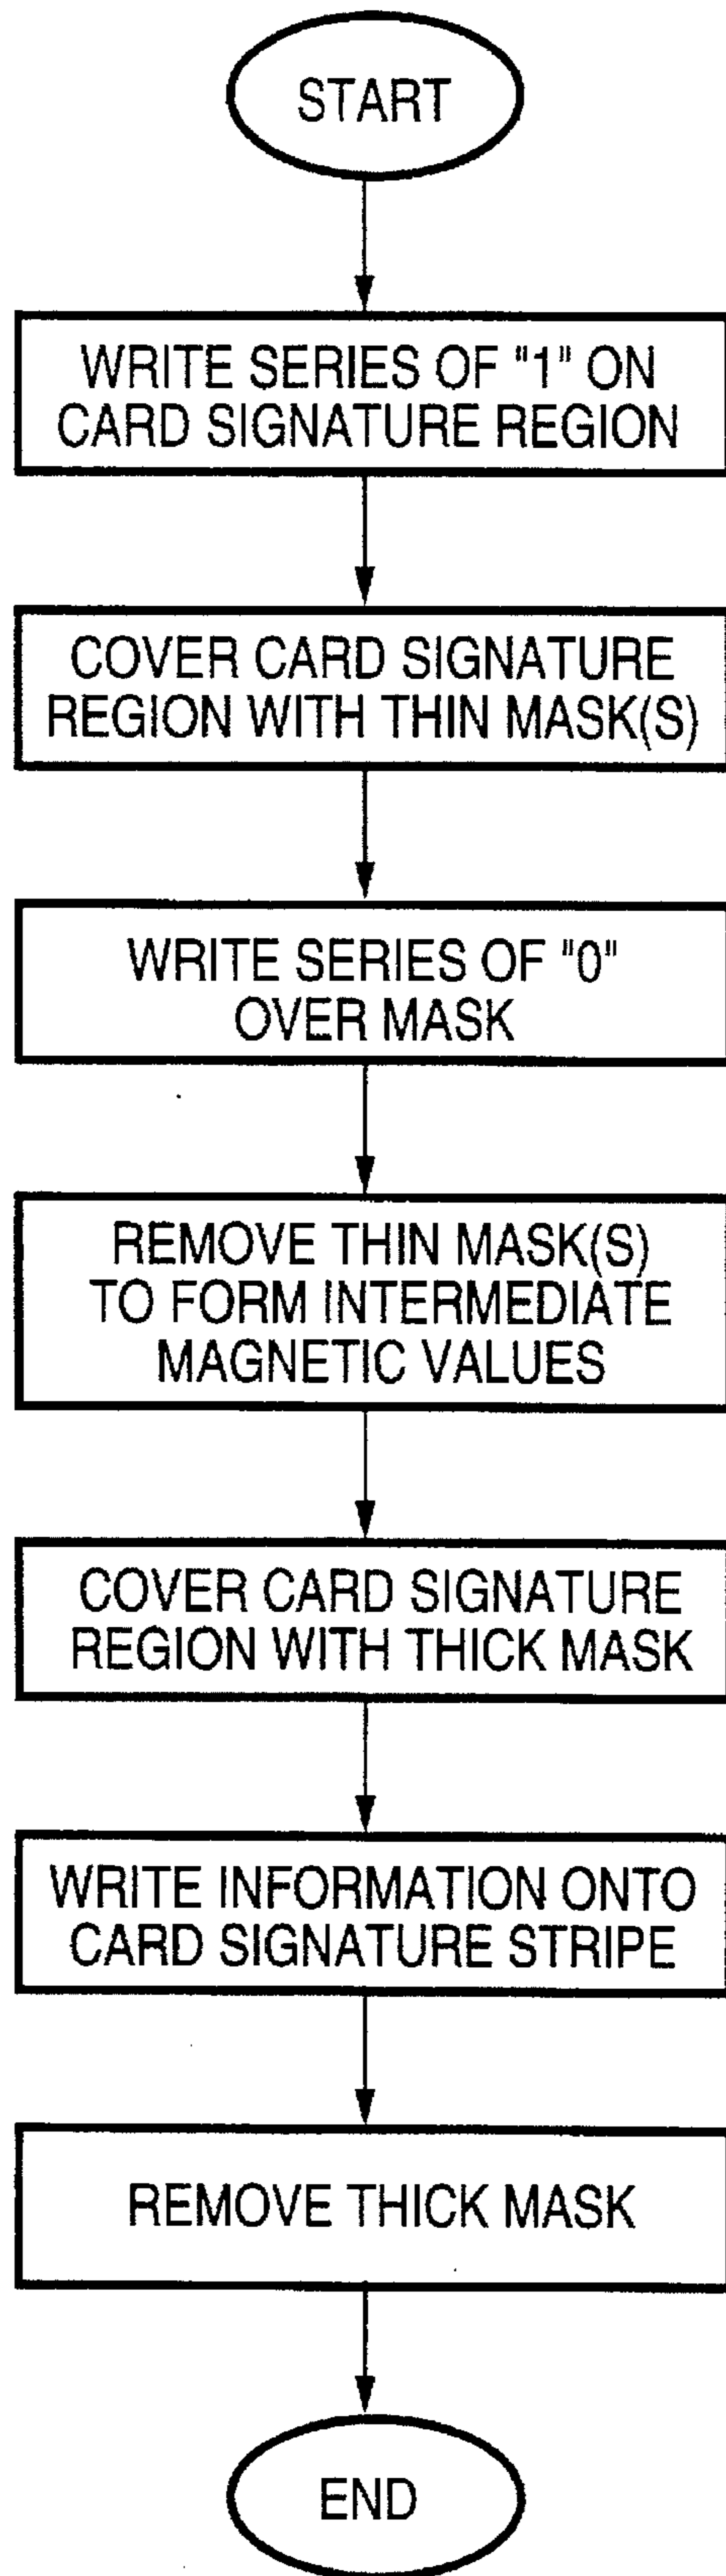 START
WRITE SERIES OF "1" ON
CARD SIGNATURE REGION
COVER CARD SIGNATURE
REGION WITH THIN MASK(S)
WRITE SERIES OF "0"
OVER MASK
REMOVE THIN MASK(S)
TO FORM INTERMEDIATE
MAGNETIC VALUES
COVER CARD SIGNATURE
REGION WITH THICK MASK
WRITE INFORMATION ONTO
CARD SIGNATURE STRIPE
REMOVE THICK MASK
END